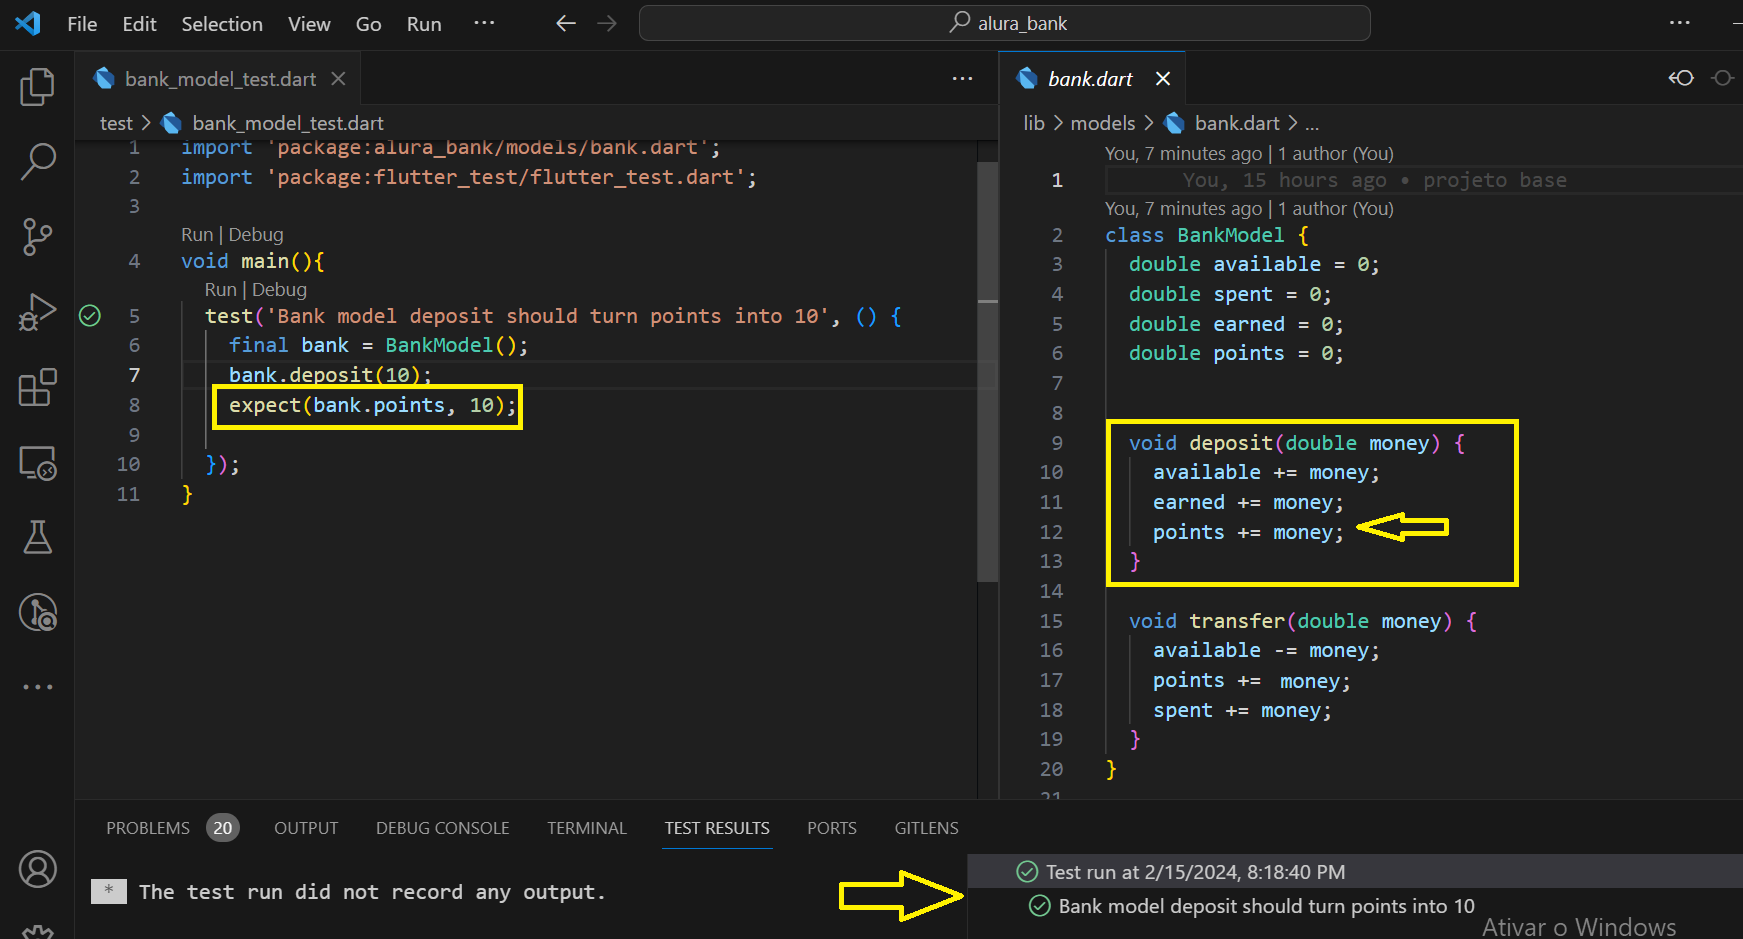 File Edit Selection View Go Run ··· alura_bank ···
bank_model_test.dart ···
test > bank_model_test.dart
1 import 'package:alura_bank/models/bank.dart';
2 import 'package:flutter_test/flutter_test.dart';
3
Run | Debug
4 void main(){
Run | Debug
5 test('Bank model deposit should turn points into 10', () {
6 final bank = BankModel();
7 bank.deposit(10);
8 expect(bank.points, 10);
9
10 });
11 }
bank.dart
lib > models > bank.dart > ...
You, 7 minutes ago | 1 author (You)
1 You, 15 hours ago • projeto base
You, 7 minutes ago | 1 author (You)
2 class BankModel {
3 double available = 0;
4 double spent = 0;
5 double earned = 0;
6 double points = 0;
7
8
9 void deposit(double money) {
10 available += money;
11 earned += money;
12 points += money;
13 }
14
15 void transfer(double money) {
16 available -= money;
17 points += money;
18 spent += money;
19 }
20 }
21
PROBLEMS 20 OUTPUT DEBUG CONSOLE TERMINAL TEST RESULTS PORTS GITLENS
* The test run did not record any output.
Test run at 2/15/2024, 8:18:40 PM
Bank model deposit should turn points into 10
Ativar o Windows